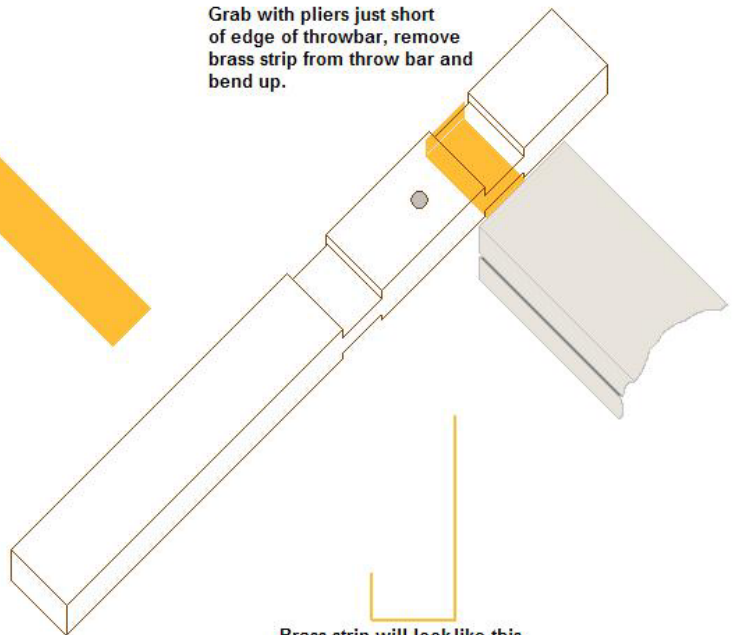 Grab with pliers just short
of edge of throwbar, remove
brass strip from throw bar and
bend up.
Brass strip will look like this